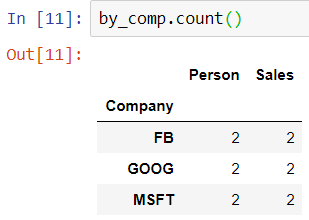 In [11]: by_comp.count()
Out[11]:
Person Sales
Company
FB 2 2
GOOG 2 2
MSFT 2 2